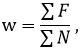 w = ∑ F / ∑ N ,